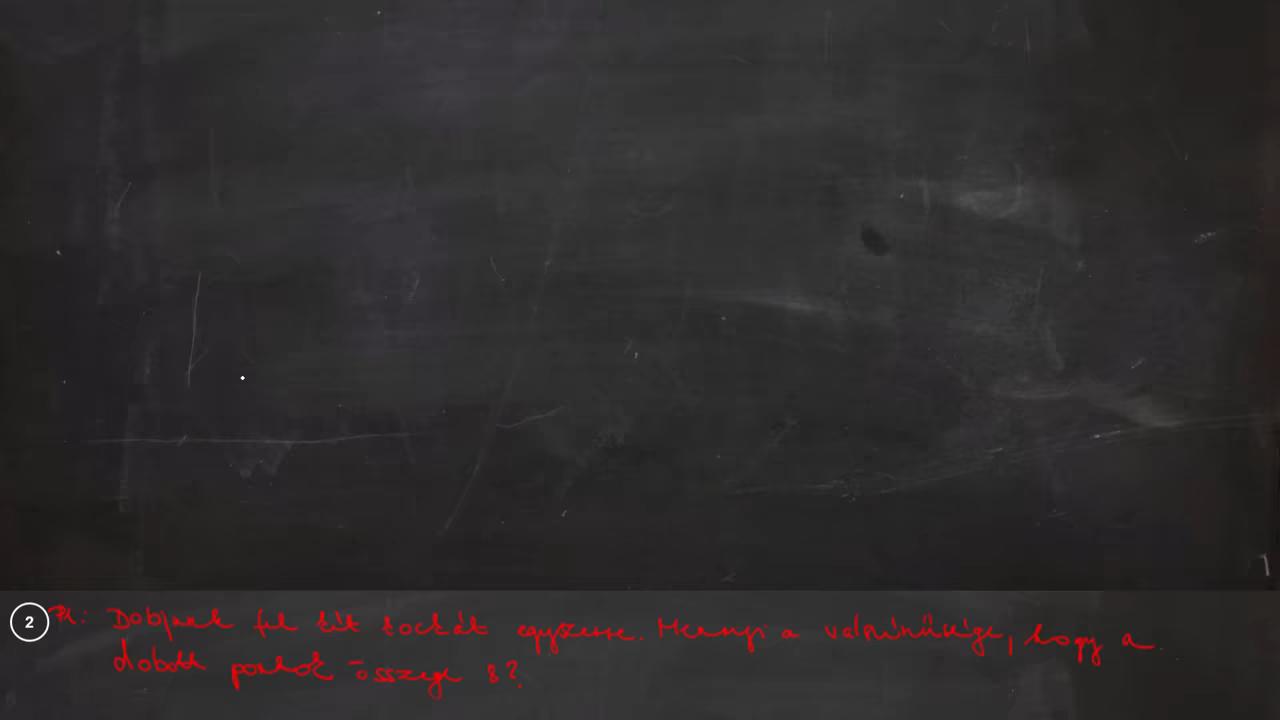 2 Pl: Dobjunk fel két kockát egyszerre. Mennyi a valószínűsége, hogy a
dobott pontok összege 8?